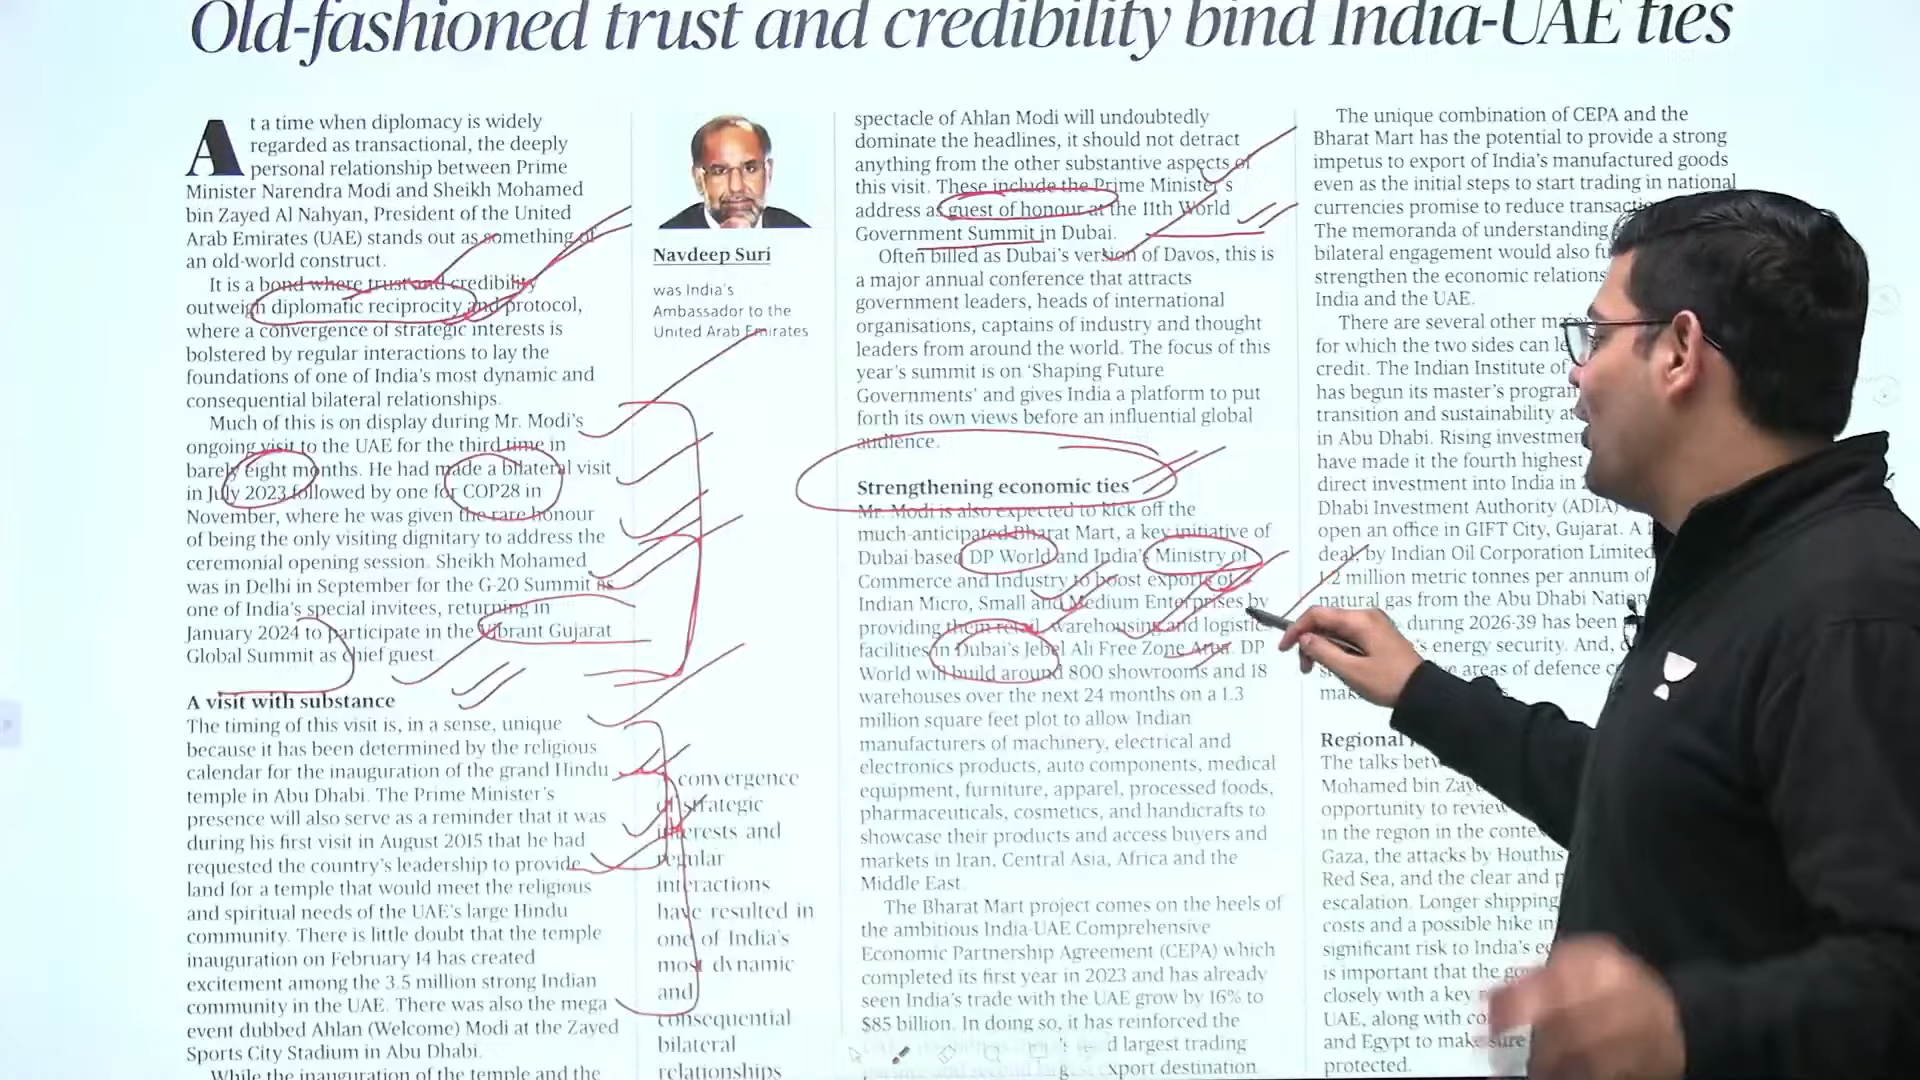 Old-fashioned trust and credibility bind India-UAE ties
At a time when diplomacy is widely
regarded as transactional, the deeply
personal relationship between Prime
Minister Narendra Modi and Sheikh Mohamed
bin Zayed Al Nahyan, President of the United
Arab Emirates (UAE) stands out as something of
an old-world construct.
It is a bond where trust and credibility
outweigh diplomatic reciprocity and protocol,
where a convergence of strategic interests is
bolstered by regular interactions to lay the
foundations of one of India's most dynamic and
consequential bilateral relationships.
Much of this is on display during Mr. Modi's
ongoing visit to the UAE for the third time in
barely eight months. He had made a bilateral visit
in July 2023 followed by one for COP28 in
November, where he was given the rare honour
of being the only visiting dignitary to address the
ceremonial opening session. Sheikh Mohamed
was in Delhi in September for the G-20 Summit as
one of India's special invitees, returning in
January 2024 to participate in the Vibrant Gujarat
Global Summit as chief guest.
A visit with substance
The timing of this visit is, in a sense, unique
because it has been determined by the religious
calendar for the inauguration of the grand Hindu
temple in Abu Dhabi. The Prime Minister's
presence will also serve as a reminder that it was
during his first visit in August 2015 that he had
requested the country's leadership to provide
land for a temple that would meet the religious
and spiritual needs of the UAE's large Hindu
community. There is little doubt that the temple
inauguration on February 14 has created
excitement among the 3.5 million strong Indian
community in the UAE. There was also the mega
event dubbed Ahlan (Welcome) Modi at the Zayed
Sports City Stadium in Abu Dhabi.
While the inauguration of the temple and the
Navdeep Suri
was India's
Ambassador to the
United Arab Emirates
convergence
of strategic
interests and
regular
interactions
have resulted in
one of India's
most dynamic
and
consequential
bilateral
relationships
spectacle of Ahlan Modi will undoubtedly
dominate the headlines, it should not detract
anything from the other substantive aspects of
this visit. These include the Prime Minister's
address as guest of honour at the 11th World
Government Summit in Dubai.
Often billed as Dubai's version of Davos, this is
a major annual conference that attracts
government leaders, heads of international
organisations, captains of industry and thought
leaders from around the world. The focus of this
year's summit is on 'Shaping Future
Governments' and gives India a platform to put
forth its own views before an influential global
audience.
Strengthening economic ties
Mr. Modi is also expected to kick off the
much-anticipated Bharat Mart, a key initiative of
Dubai-based DP World and India's Ministry of
Commerce and Industry to boost exports of
Indian Micro, Small and Medium Enterprises by
providing them retail, warehousing and logistic
facilities in Dubai's Jebel Ali Free Zone Area. DP
World will build around 800 showrooms and 18
warehouses over the next 24 months on a 1.3
million square feet plot to allow Indian
manufacturers of machinery, electrical and
electronics products, auto components, medical
equipment, furniture, apparel, processed foods,
pharmaceuticals, cosmetics, and handicrafts to
showcase their products and access buyers and
markets in Iran, Central Asia, Africa and the
Middle East.
The Bharat Mart project comes on the heels of
the ambitious India-UAE Comprehensive
Economic Partnership Agreement (CEPA) which
completed its first year in 2023 and has already
seen India's trade with the UAE grow by 16% to
$85 billion. In doing so, it has reinforced the
largest trading
export destination
The unique combination of CEPA and the
Bharat Mart has the potential to provide a strong
impetus to export of India's manufactured goods
even as the initial steps to start trading in national
currencies promise to reduce
The memoranda of understanding
bilateral engagement would also
strengthen the economic
India and the UAE.
There are several other
for which the two sides can
credit. The Indian Institute of
has begun its master's
transition and sustainability
in Abu Dhabi. Rising
have made it the fourth highest
direct investment into India in
Dhabi Investment Authority (ADIA)
open an office in GIFT City, Gujarat. A
deal, by Indian Oil Corporation Limited
1.2 million metric tonnes per annum of
natural gas from the Abu Dhabi
during 2026-39 has been
energy security. And,
areas of defence
Regional
The talks
Mohamed bin
opportunity to review
in the region in the
Gaza, the attacks by Houthis
Red Sea, and the clear and
escalation. Longer shipping
costs and a possible hike in
significant risk to India's
is important that the
closely with a key
UAE, along with
and Egypt to make sure
protected.